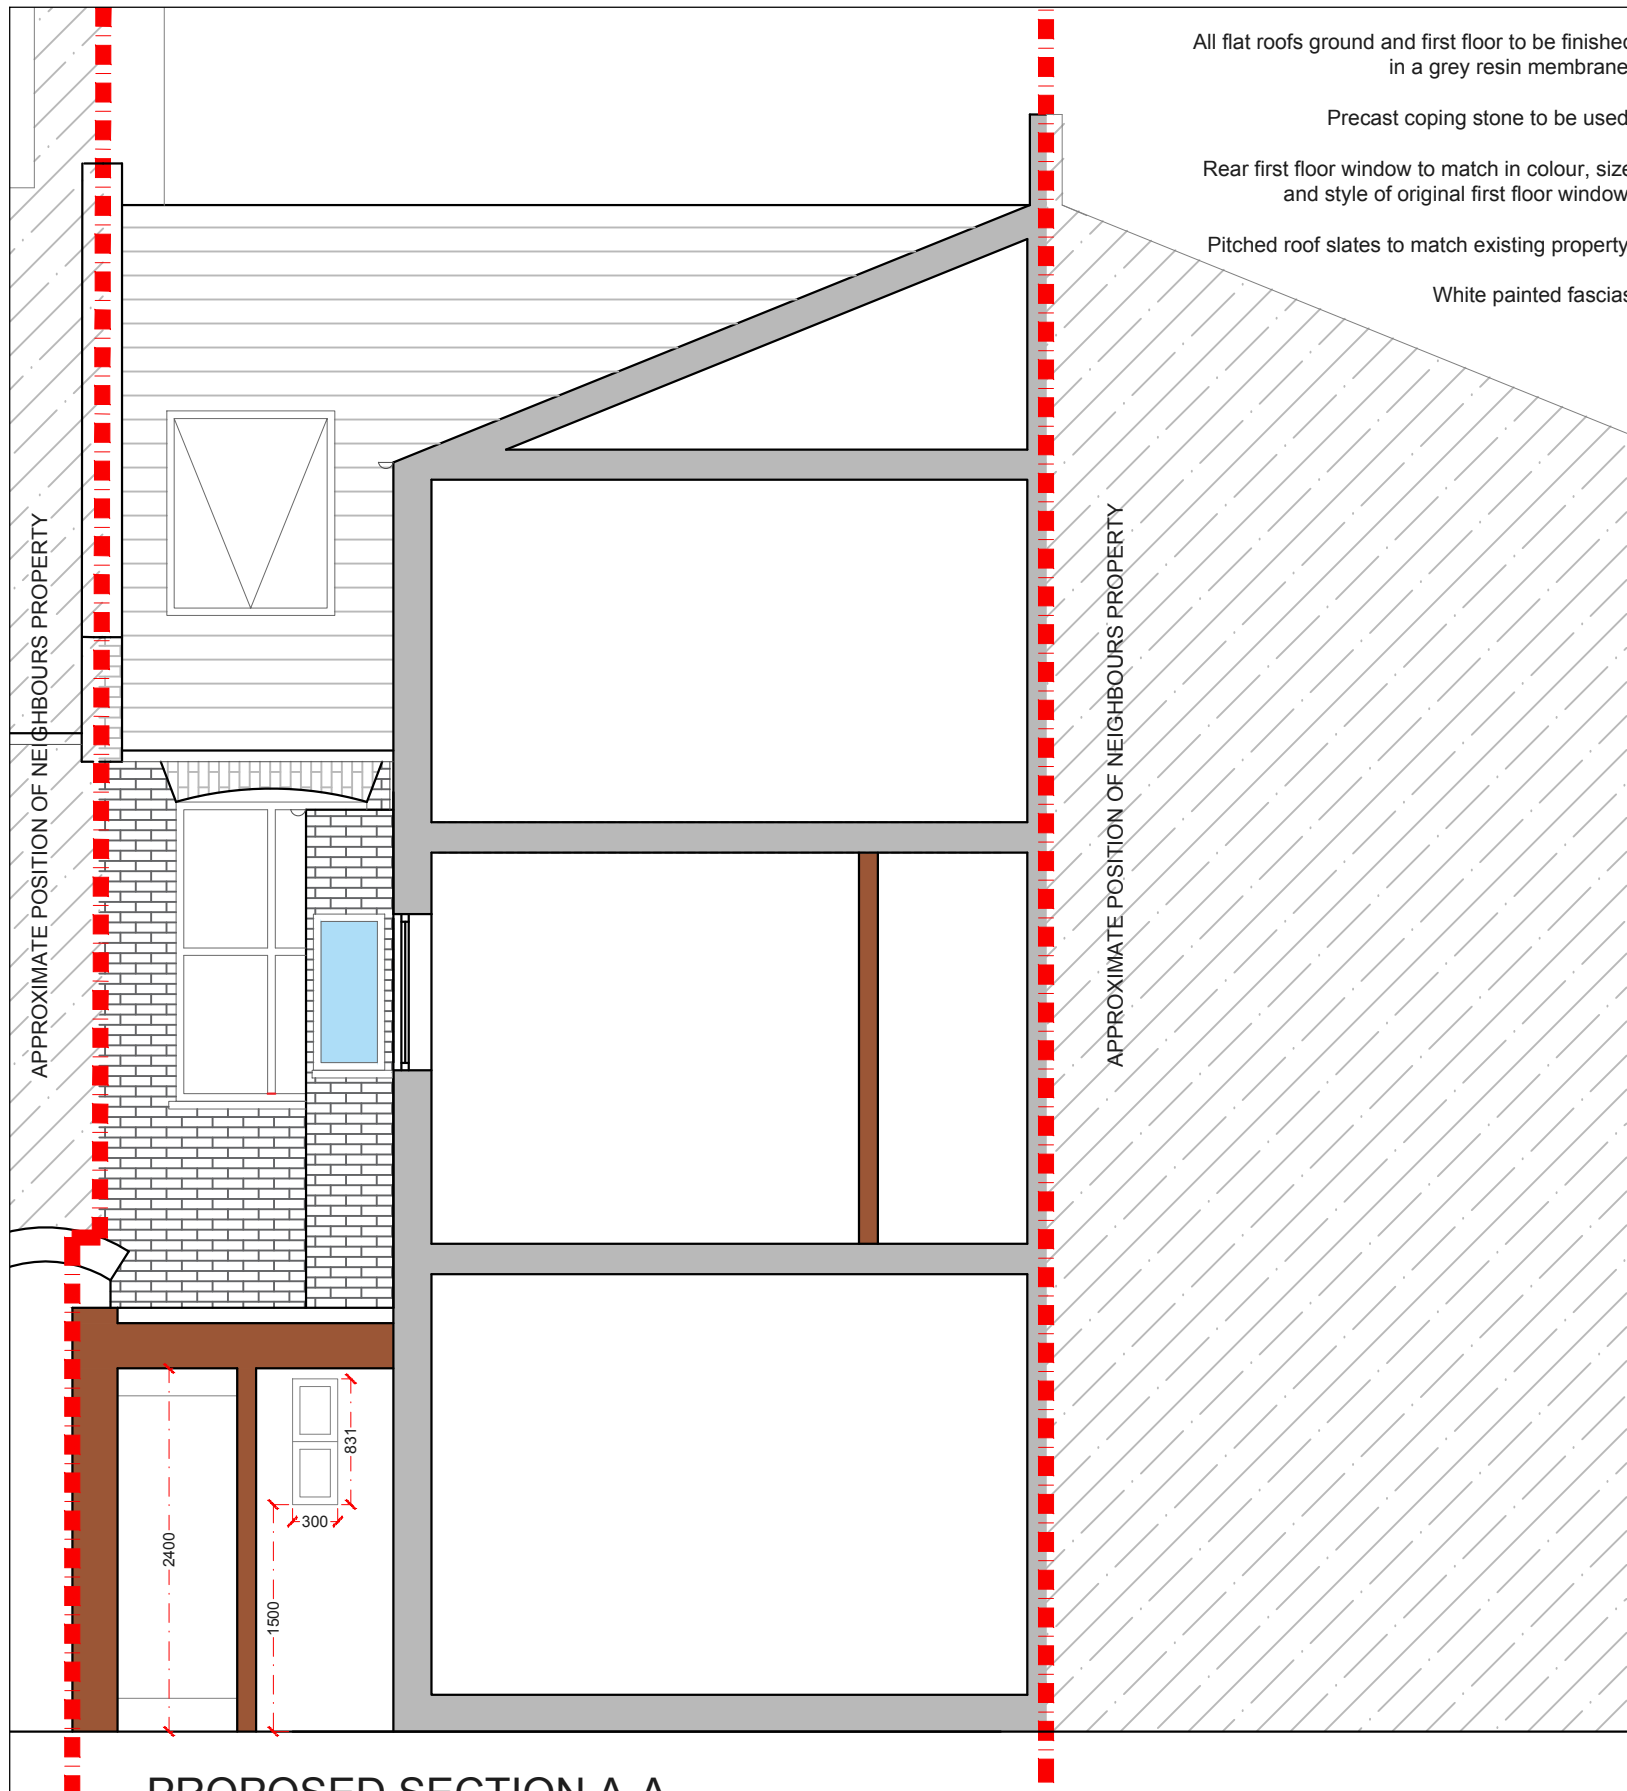 All flat roofs ground and first floor to be finished
in a grey resin membrane
Precast coping stone to be used
Rear first floor window to match in colour, size
and style of original first floor window
Pitched roof slates to match existing property
White painted fascias
APPROXIMATE POSITION OF NEIGHBOURS PROPERTY
APPROXIMATE POSITION OF NEIGHBOURS PROPERTY
831
300
2400
1500
PROPOSED SECTION A-A